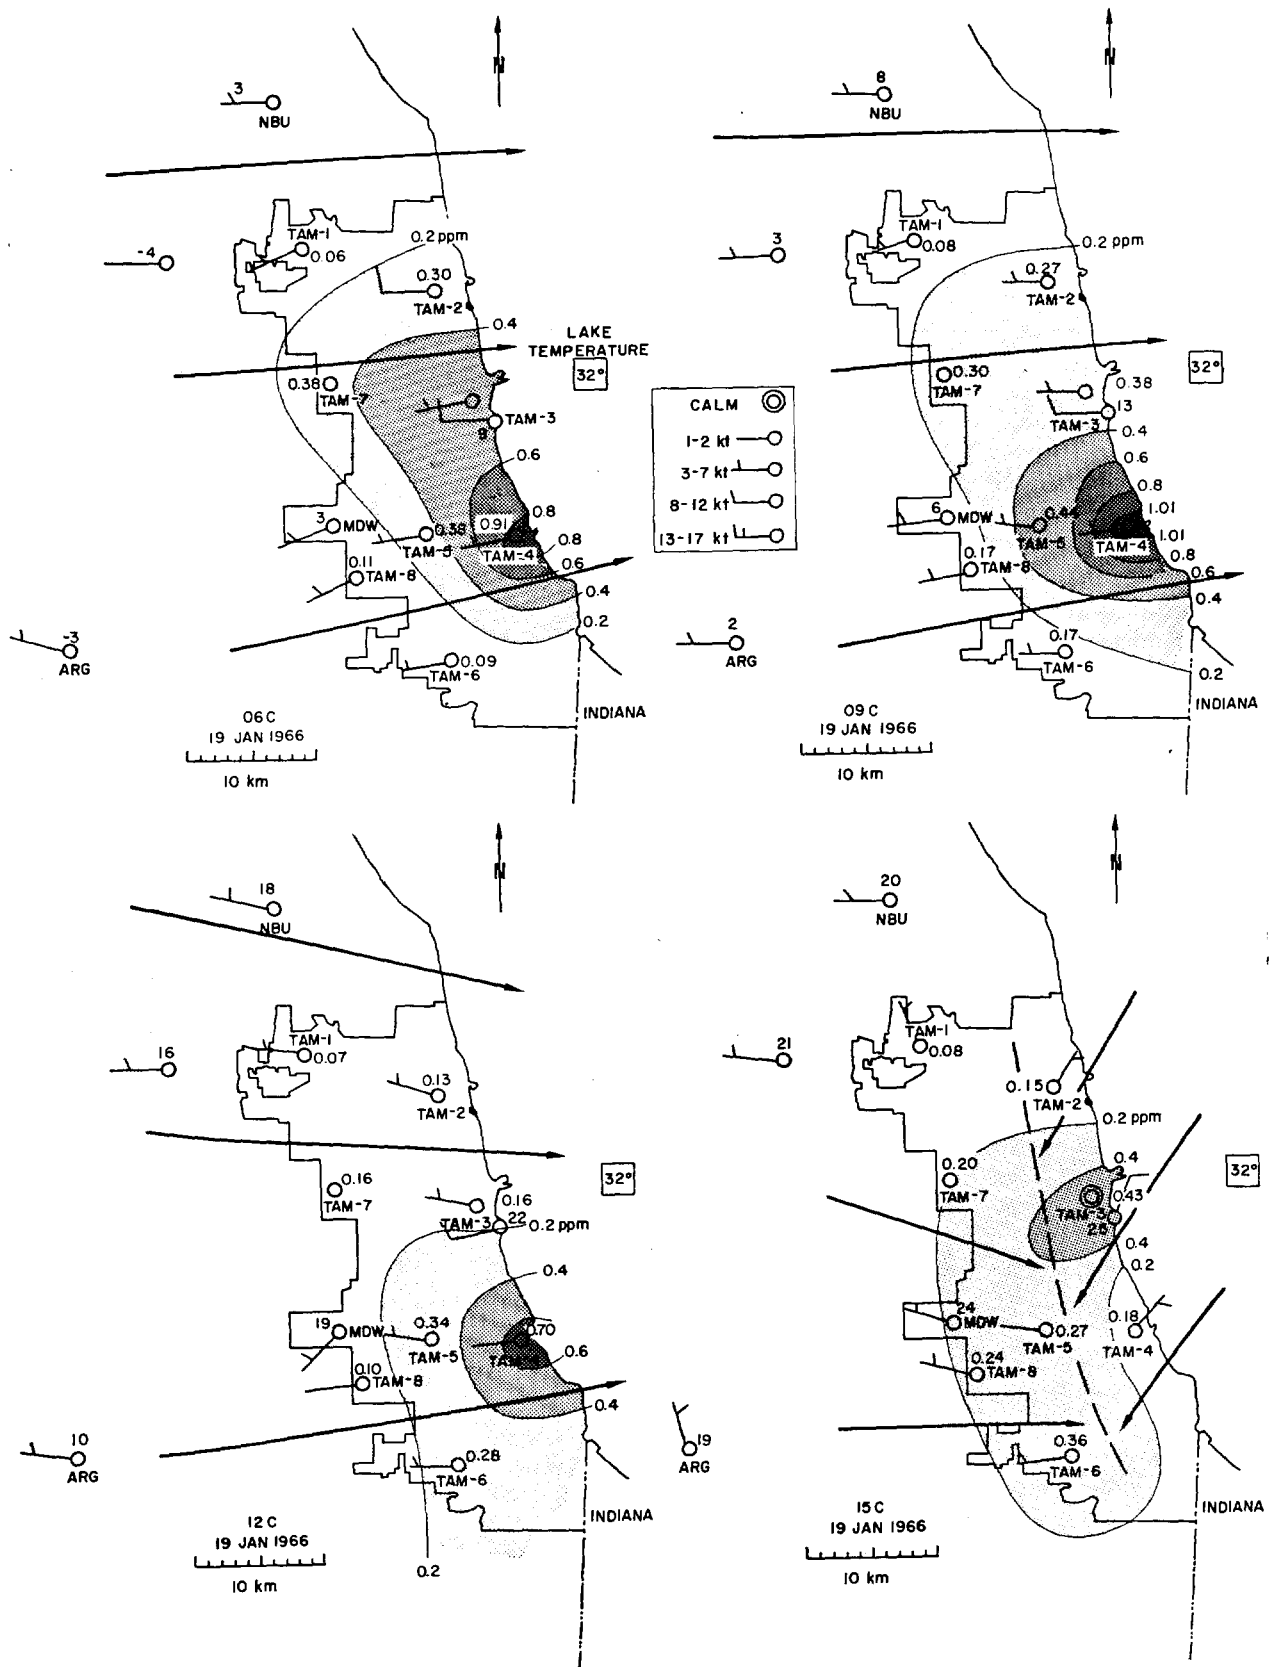 N
3
NBU
-4
TAM-1
0.06
0.2 ppm
0.30
TAM-2
0.4
LAKE
TEMPERATURE
32°
0.38
TAM-7
TAM-3
9
0.6
3
MDW
0.38
TAM-5
0.91
TAM-4
0.8
0.8
0.6
0.4
0.2
0.11
TAM-8
-3
ARG
0.09
TAM-6
INDIANA
06 C
19 JAN 1966
10 km
CALM
1-2 kt
3-7 kt
8-12 kt
13-17 kt
N
8
NBU
3
TAM-1
0.08
0.2 ppm
0.27
TAM-2
32°
0.30
TAM-7
0.38
13
TAM-3
0.4
0.6
0.8
1.01
1.01
0.8
0.6
0.4
6
MDW
0.44
TAM-5
TAM-4
0.17
TAM-8
2
ARG
0.17
TAM-6
0.2
INDIANA
09 C
19 JAN 1966
10 km
N
18
NBU
16
TAM-1
0.07
0.13
TAM-2
32°
0.16
TAM-7
0.16
TAM-3
22
0.2 ppm
0.4
19
MDW
0.34
TAM-5
0.70
TAM-4
0.6
0.4
0.10
TAM-8
10
ARG
0.28
TAM-6
INDIANA
12 C
19 JAN 1966
10 km
0.2
N
20
NBU
21
TAM-1
0.08
0.15
TAM-2
0.2 ppm
0.4
32°
0.20
TAM-7
0.43
TAM-3
25
0.4
0.2
24
MDW
0.27
TAM-5
0.18
TAM-4
0.24
TAM-8
19
ARG
0.36
TAM-6
INDIANA
15 C
19 JAN 1966
10 km